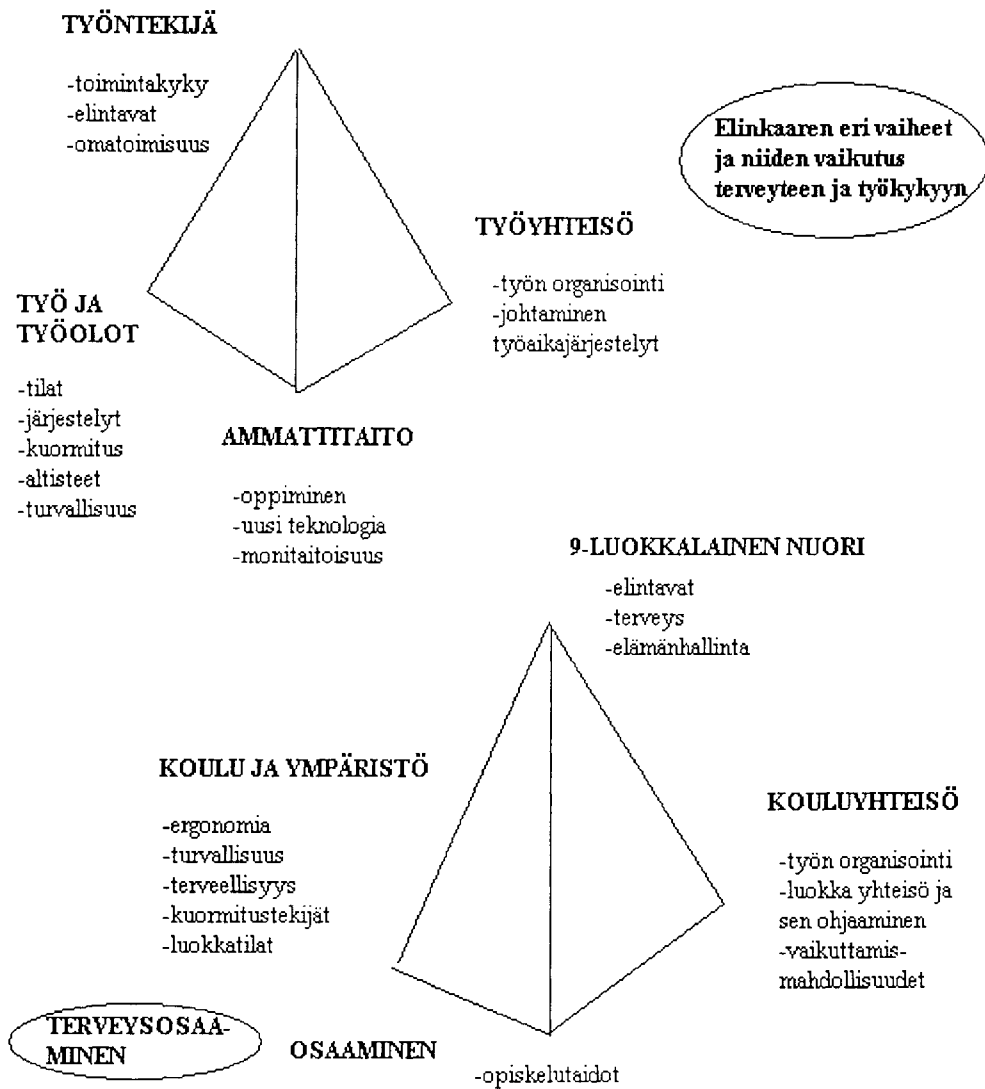 TYÖNTEKIJÄ
-toimintakyky
-elintavat
-omatoimisuus
Elinkaaren eri vaiheet
ja niiden vaikutus
terveyteen ja työkykyyn
TYÖYHTEISÖ
-työn organisointi
-johtaminen
työaikajärjestelyt
TYÖ JA
TYÖOLOT
-tilat
-järjestelyt
-kuormitus
-altisteet
-turvallisuus
AMMATTITAITO
-oppiminen
-uusi teknologia
-monitaitoisuus
9-LUOKKALAINEN NUORI
-elintavat
-terveys
-elämänhallinta
KOULU JA YMPÄRISTÖ
-ergonomia
-turvallisuus
-terveellisyys
-kuormitustekijät
-luokkatilat
KOULUYHTEISÖ
-työn organisointi
-luokka yhteisö ja
sen ohjaaminen
-vaikuttamis-
mahdollisuudet
TERVEYSOSAA-
MINEN
OSAAMINEN
-opiskelutaidot